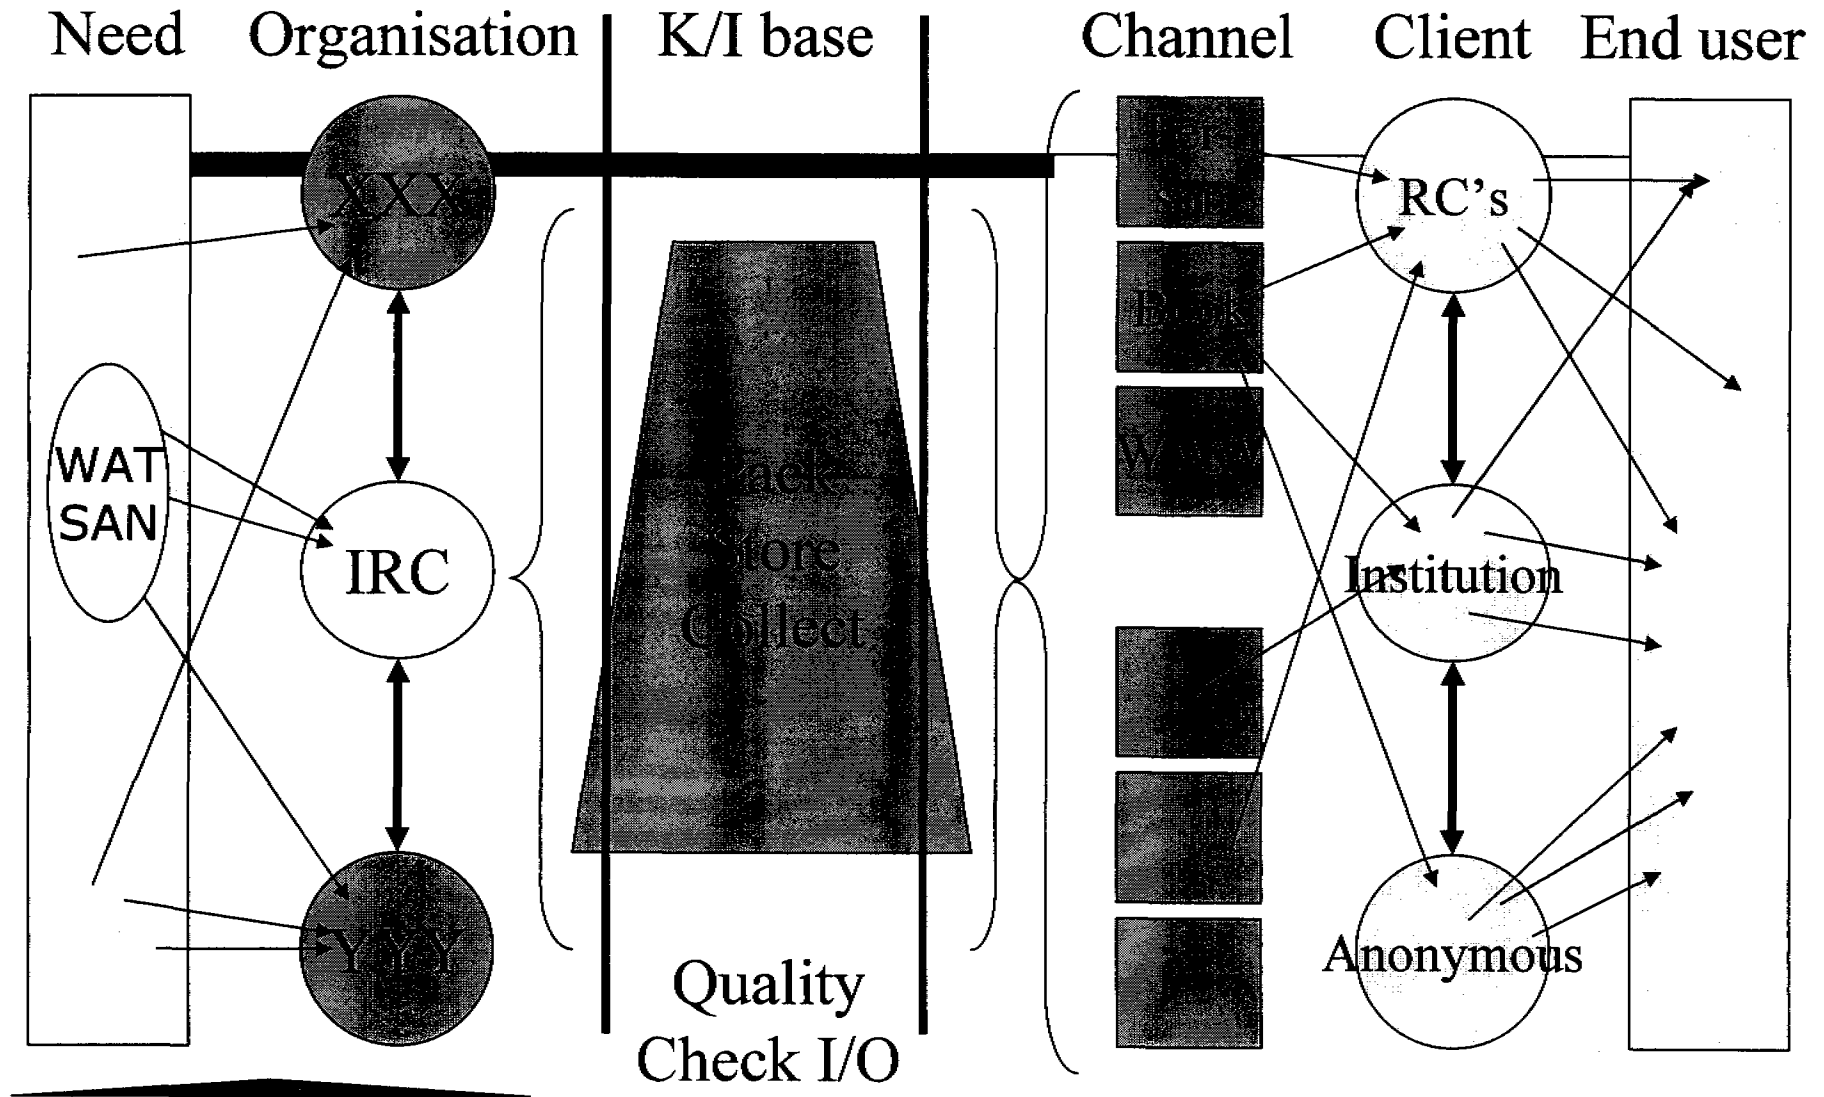 Need Organisation K/I base Channel Client End user
XXX
RC's
Book
WWW
WAT
SAN
IRC
Store
Collect
Institution
YYY
Anonymous
Quality
Check I/O